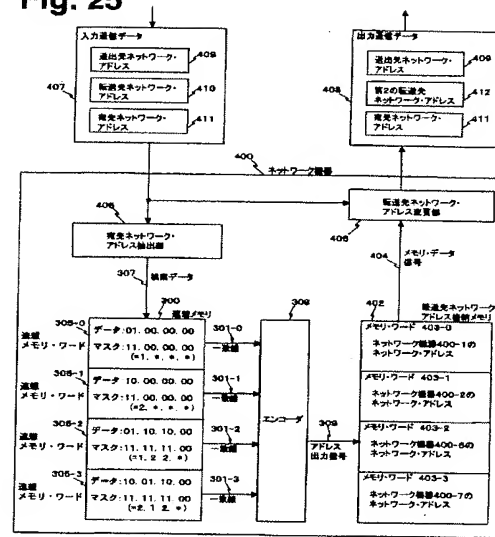 Fig. 25
入力通信データ
送出先ネットワーク・
アドレス
409
転送先ネットワーク・
アドレス
410
宛先ネットワーク・
アドレス
411
407
出力通信データ
送出先ネットワーク・
アドレス
409
第2の転送先
ネットワーク・アドレス
412
宛先ネットワーク・
アドレス
411
408
400
ネットワーク機器
406
宛先ネットワーク・
アドレス抽出部
転送先ネットワーク・
アドレス変更部
405
307
検索データ
404
メモリ・データ
信号
300
連想メモリ
308
402
転送先ネットワーク・
アドレス格納メモリ
305-0
連想
メモリ・ワード
データ:01. 00. 00. 00
マスク:11. 00. 00. 00
(=1. *. *. *)
301-0
一致線
305-1
連想
メモリ・ワード
データ:10. 00. 00. 00
マスク:11. 00. 00. 00
(=2. *. *. *)
301-1
一致線
305-2
連想
メモリ・ワード
データ:01. 10. 10. 00
マスク:11. 11. 11. 00
(=1. 2. 2. *)
301-2
一致線
305-3
連想
メモリ・ワード
データ:10. 01. 10. 00
マスク:11. 11. 11. 00
(=2. 1. 2. *)
301-3
一致線
エンコーダ
309
アドレス
出力信号
メモリ・ワード 403-0
ネットワーク機器400-1の
ネットワーク・アドレス
メモリ・ワード 403-1
ネットワーク機器400-2の
ネットワーク・アドレス
メモリ・ワード 403-2
ネットワーク機器400-6の
ネットワーク・アドレス
メモリ・ワード 403-3
ネットワーク機器400-7の
ネットワーク・アドレス